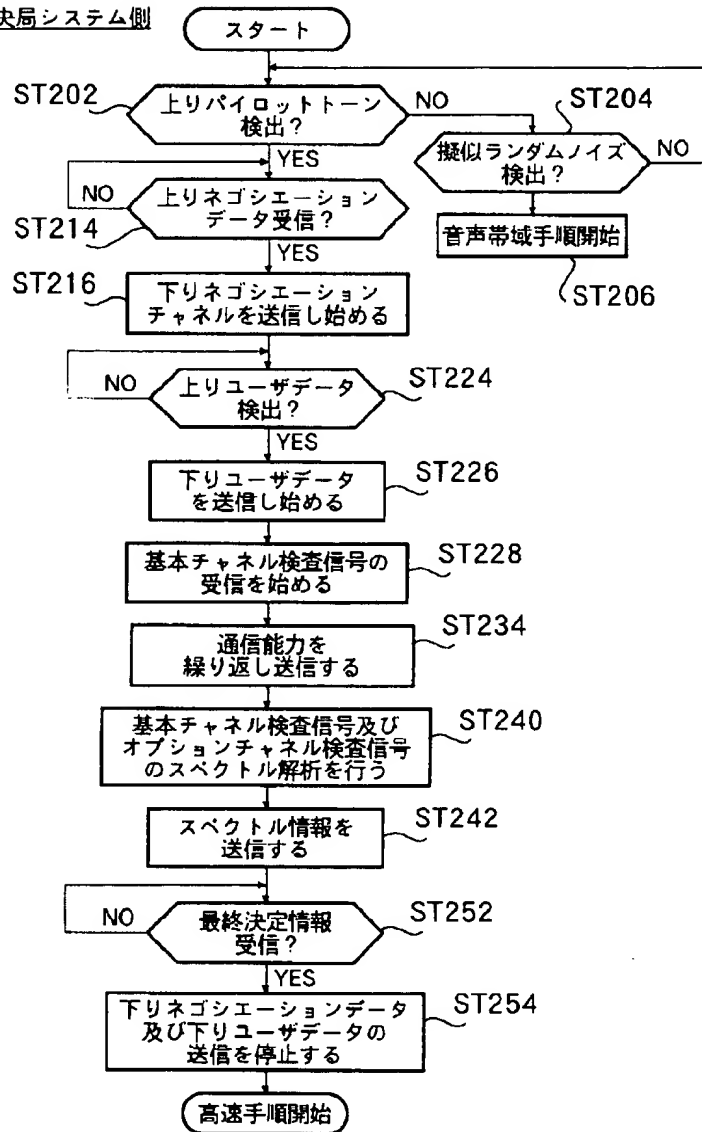 央局システム側
スタート
ST202
上りパイロットトーン
検出?
NO
ST204
擬似ランダムノイズ
検出?
NO
YES
NO
上りネゴシエーション
データ受信?
ST214
音声帯域手順開始
ST206
YES
ST216
下りネゴシエーション
チャネルを送信し始める
NO
上りユーザデータ
検出?
ST224
YES
下りユーザデータ
を送信し始める
ST226
基本チャネル検査信号の
受信を始める
ST228
通信能力を
繰り返し送信する
ST234
基本チャネル検査信号及び
オプションチャネル検査信号
のスペクトル解析を行う
ST240
スペクトル情報を
送信する
ST242
NO
最終決定情報
受信?
ST252
YES
下りネゴシエーションデータ
及び下りユーザデータの
送信を停止する
ST254
高速手順開始